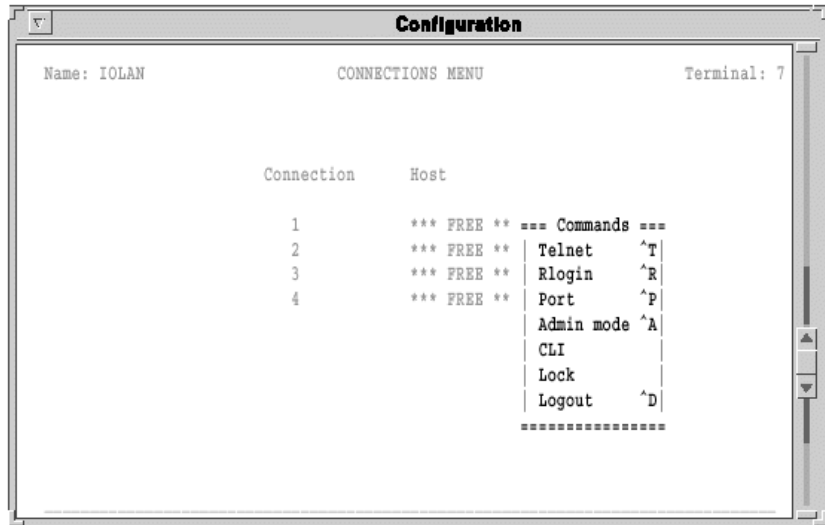 Configuration
Name: IOLAN CONNECTIONS MENU Terminal: 7
Connection Host
1 *** FREE ** === Commands ===
2 *** FREE ** | Telnet ^T|
3 *** FREE ** | Rlogin ^R|
4 *** FREE ** | Port ^P|
| Admin mode ^A|
| CLI |
| Lock |
| Logout ^D|
================